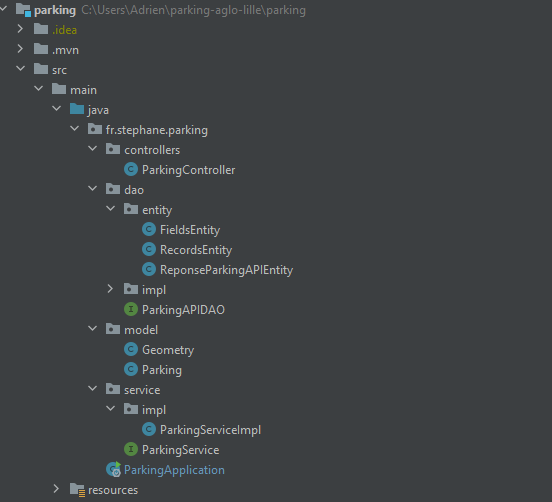 parking C:\Users\Adrien\parking-aglo-lille\parking
.idea
.mvn
src
main
java
fr.stephane.parking
controllers
ParkingController
dao
entity
FieldsEntity
RecordsEntity
ReponseParkingAPIEntity
impl
ParkingAPIDAO
model
Geometry
Parking
service
impl
ParkingServiceImpl
ParkingService
ParkingApplication
resources